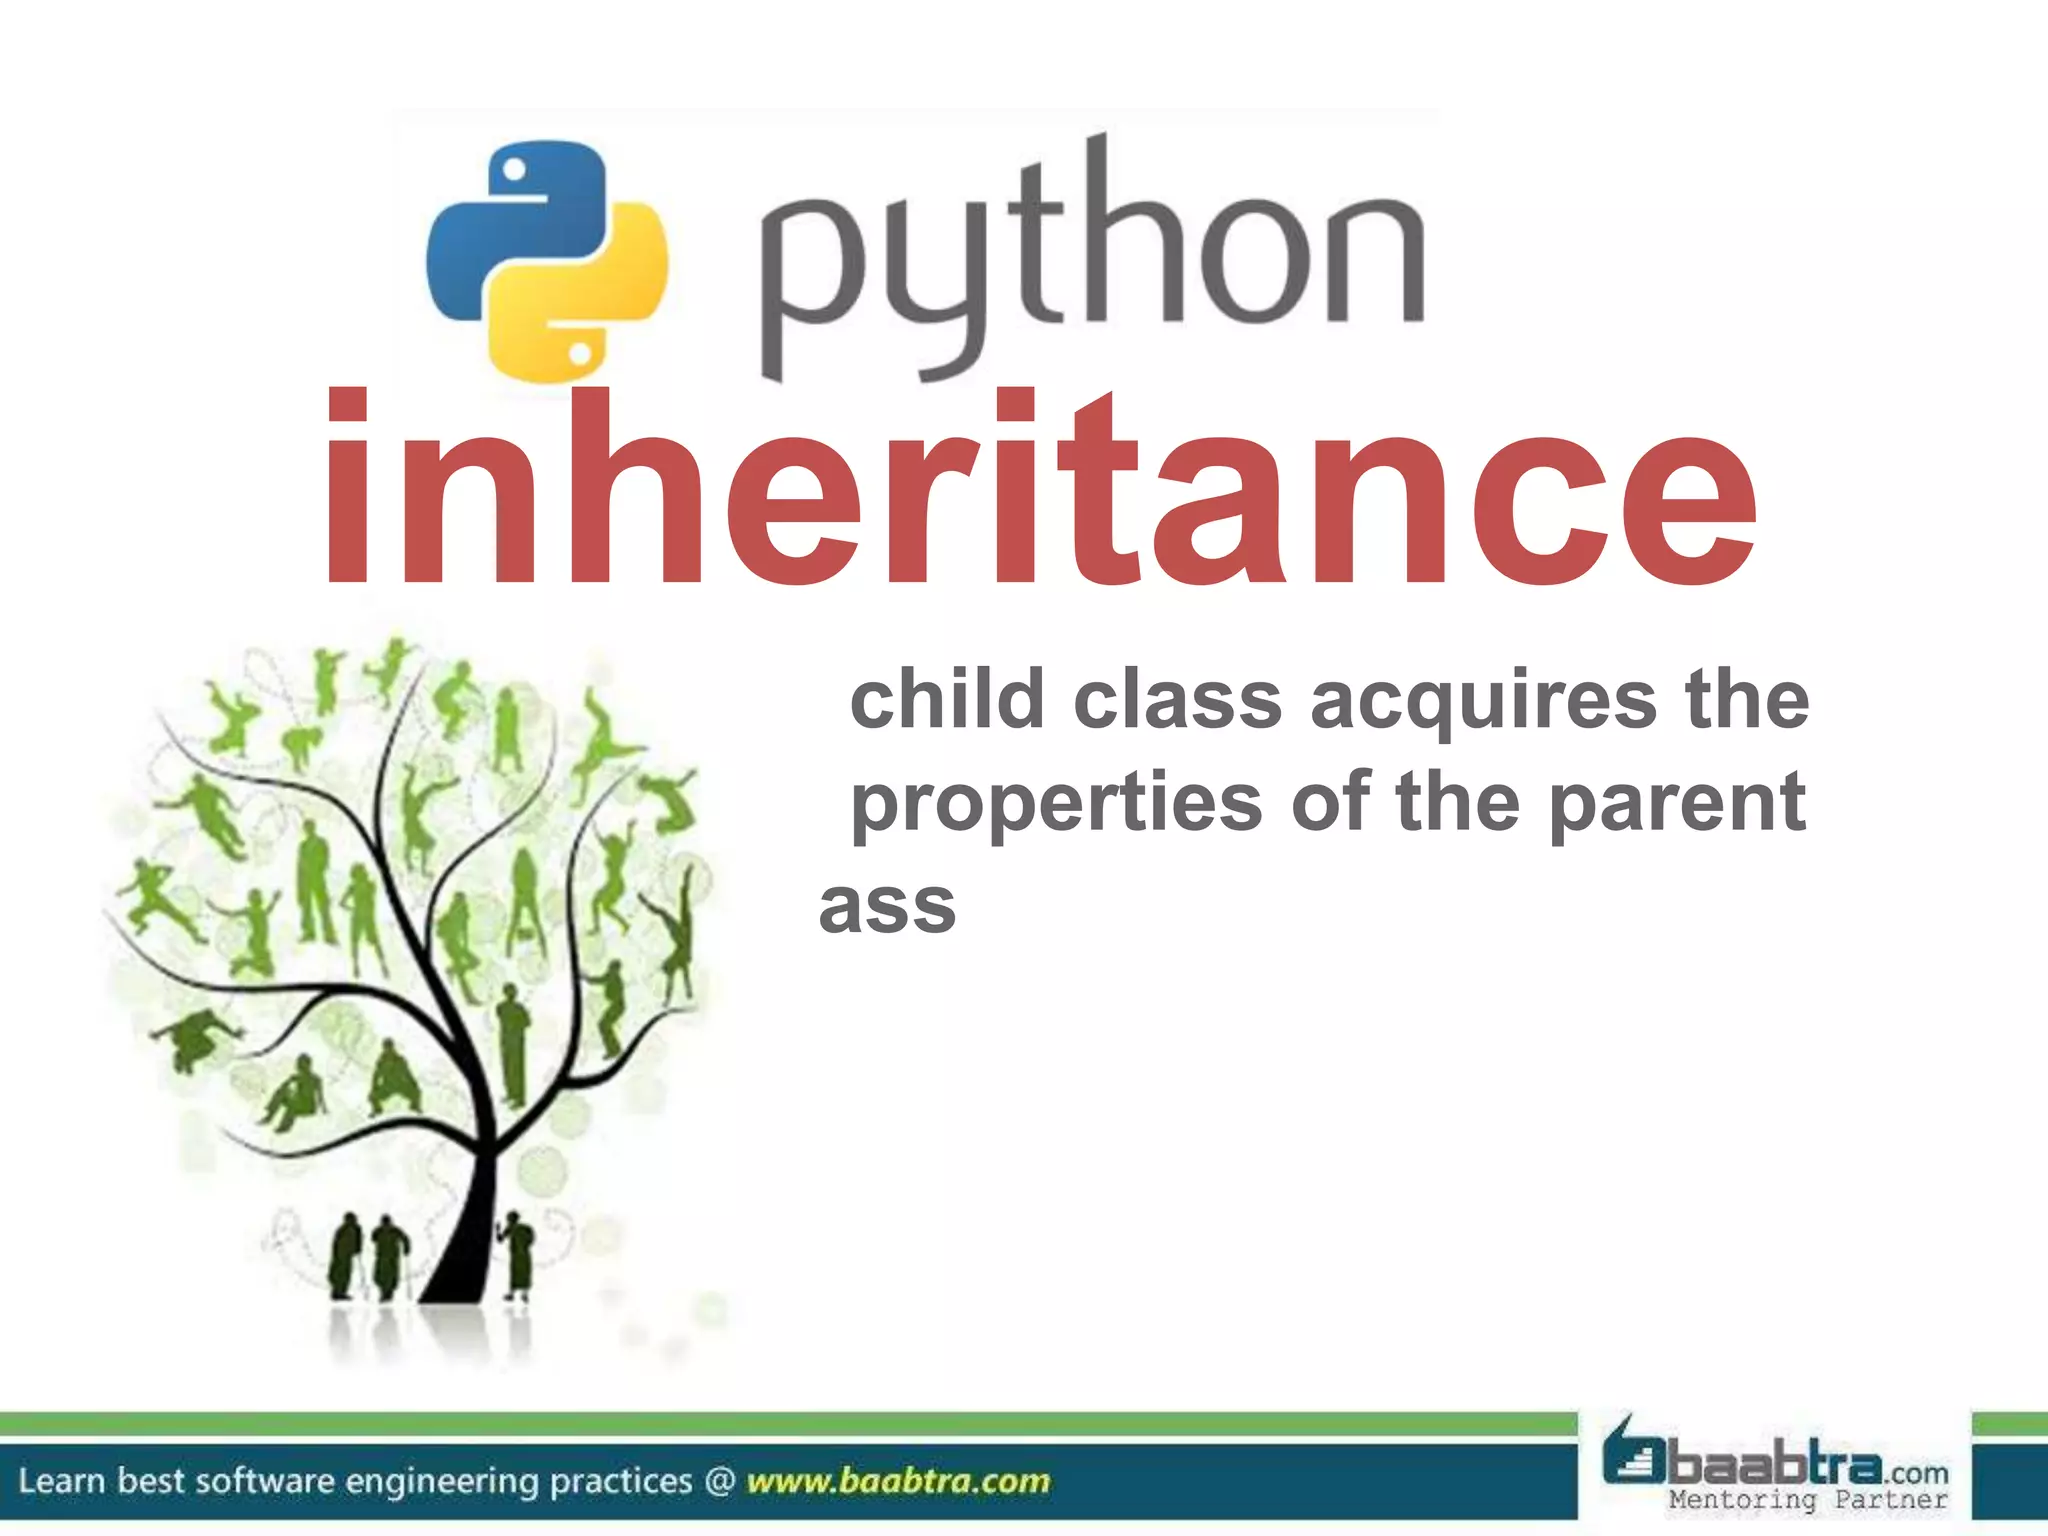 python
inheritance
child class acquires the
properties of the parent
ass
Learn best software engineering practices @ www.baabtra.com
baabtra.com
Mentoring Partner